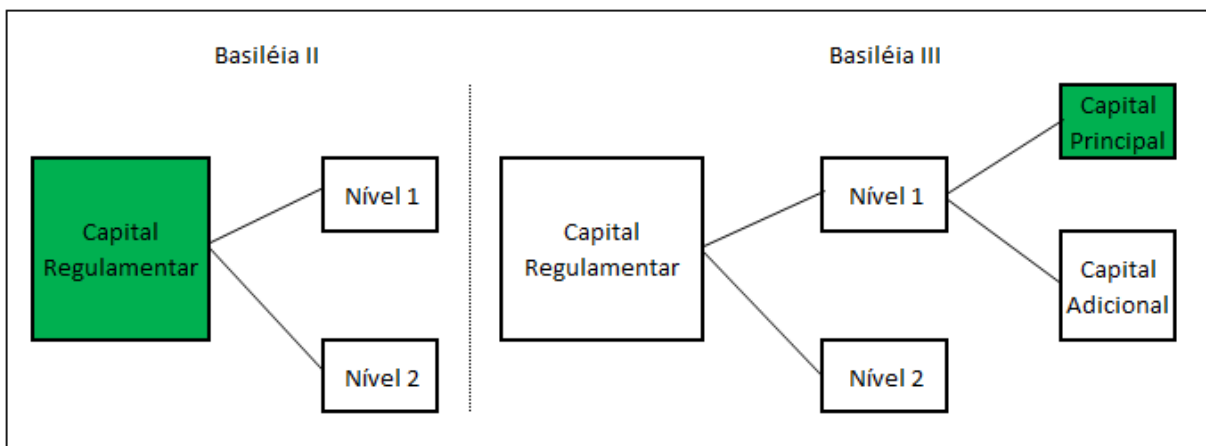 Basiléia II
Capital
Regulamentar
Nível 1
Nível 2
Basiléia III
Capital
Regulamentar
Nível 1
Nível 2
Capital
Principal
Capital
Adicional